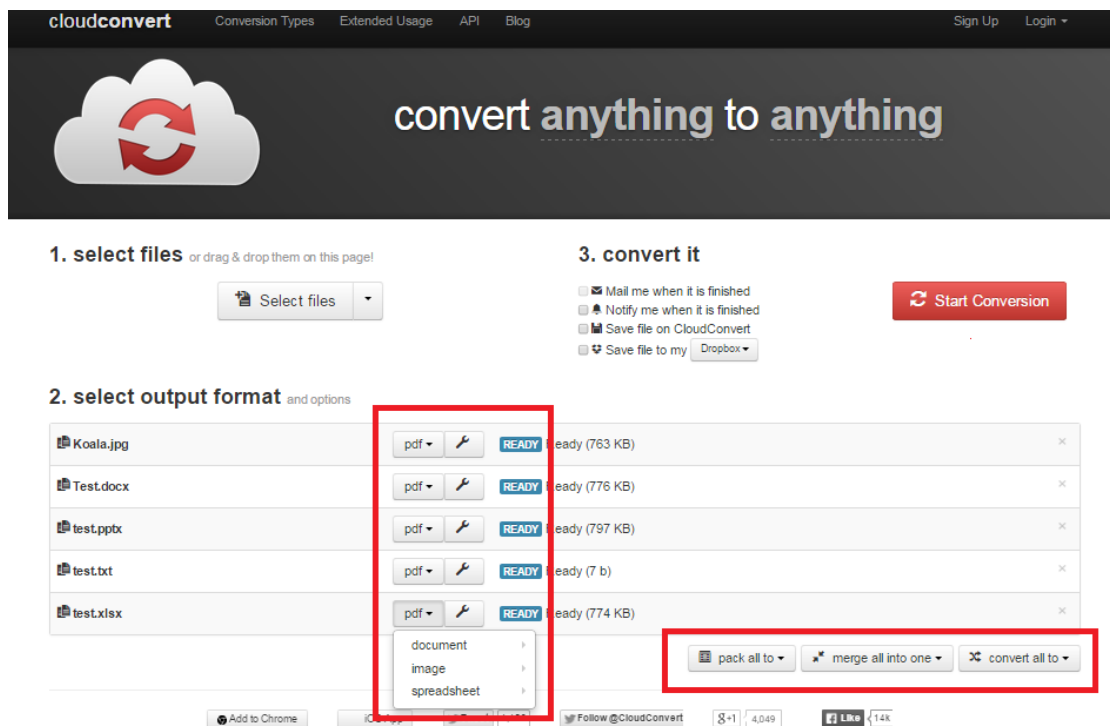 cloudconvert Conversion Types Extended Usage API Blog Sign Up Login
convert anything to anything
1. select files or drag & drop them on this page!
Select files
3. convert it
Mail me when it is finished
Notify me when it is finished
Save file on CloudConvert
Save file to my Dropbox
Start Conversion
2. select output format and options
Koala.jpg pdf READY Ready (763 KB)
Test.docx pdf READY Ready (776 KB)
test.pptx pdf READY Ready (797 KB)
test.txt pdf READY Ready (7 b)
test.xlsx pdf READY Ready (774 KB)
document
image
spreadsheet
pack all to merge all into one convert all to
Add to Chrome Follow @CloudConvert g+1 4,049 Like 14k